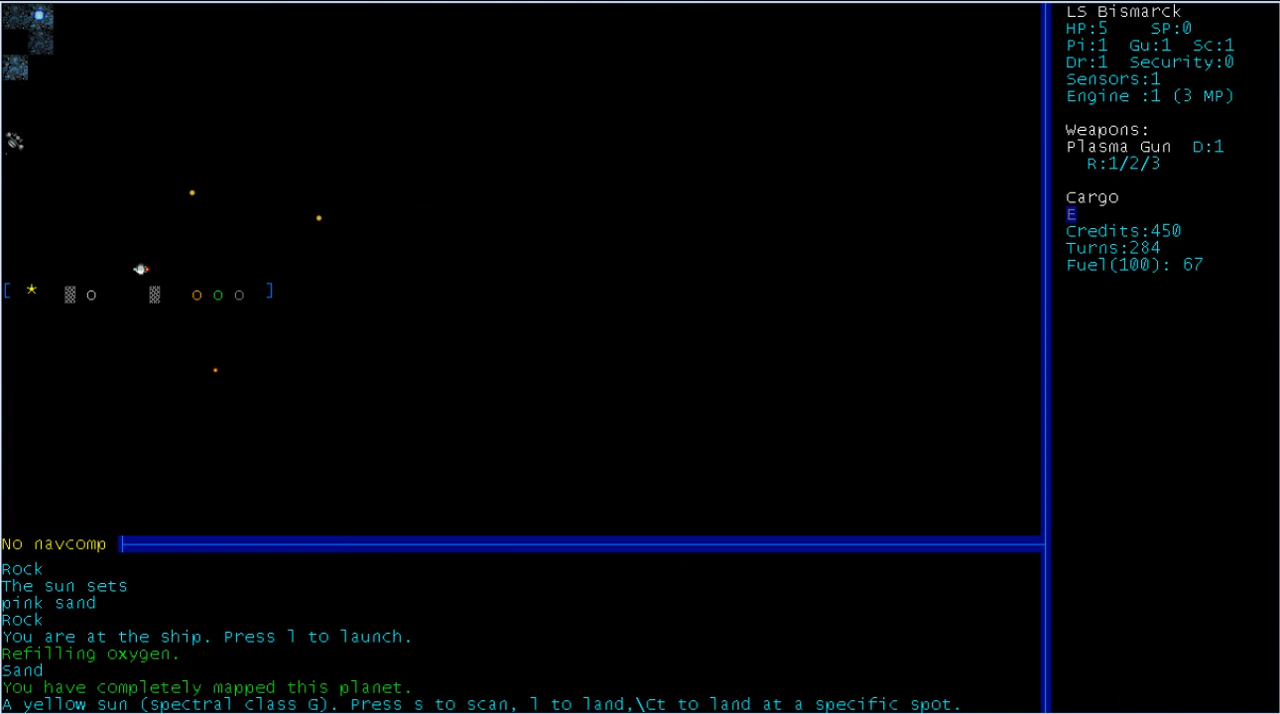 LS Bismarck
HP:5 SP:0
Pi:1 Gu:1 Sc:1
Dr:1 Security:0
Sensors:1
Engine :1 (3 MP)
Weapons:
Plasma Gun D:1
R:1/2/3
Cargo
E
Credits:450
Turns:284
Fuel(100): 67
[ * o o o o ]
No navcomp
Rock
The sun sets
pink sand
Rock
You are at the ship. Press l to launch.
Refilling oxygen.
Sand
You have completely mapped this planet.
A yellow sun (spectral class G). Press s to scan, l to land,\Ct to land at a specific spot.